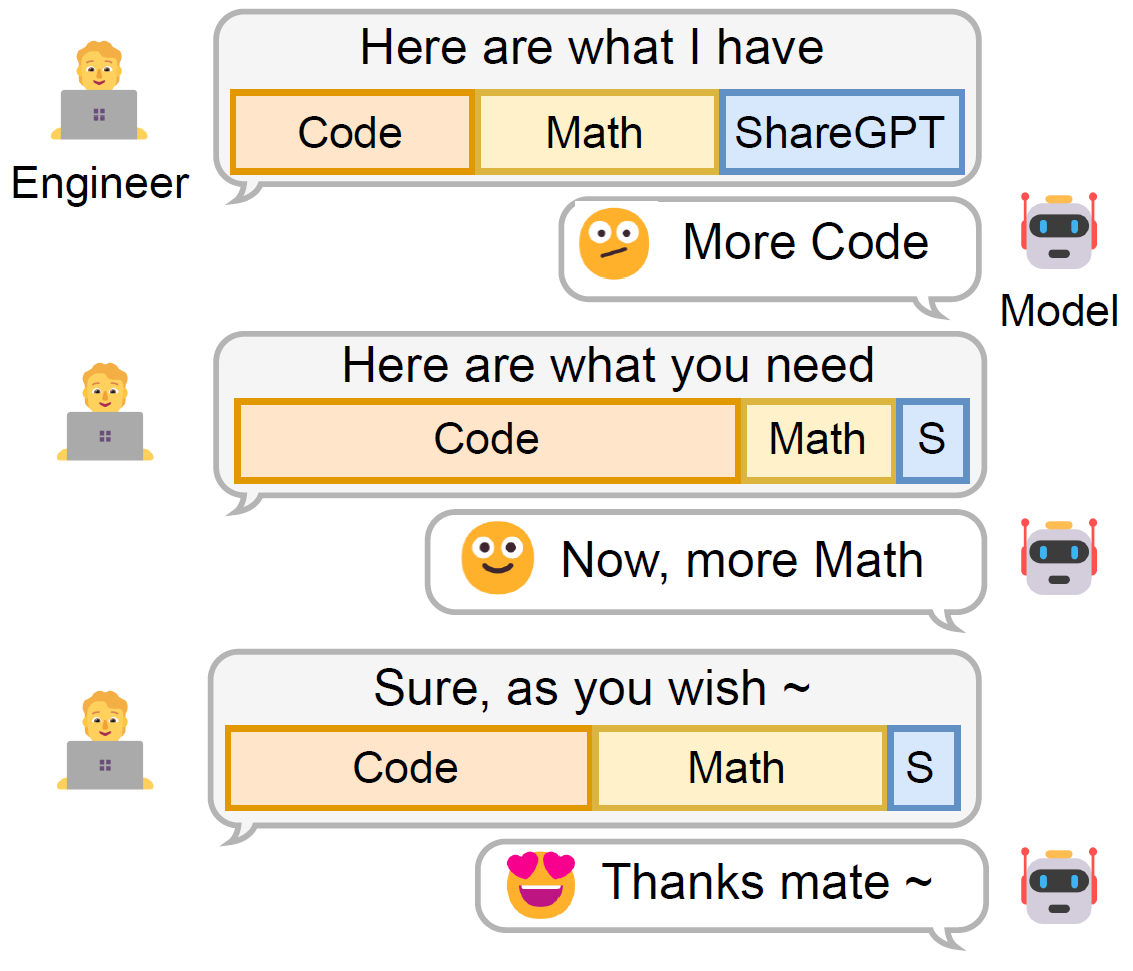 Here are what I have
Code Math ShareGPT
Engineer
More Code
Model
Here are what you need
Code Math S
Now, more Math
Sure, as you wish ~
Code Math S
Thanks mate ~